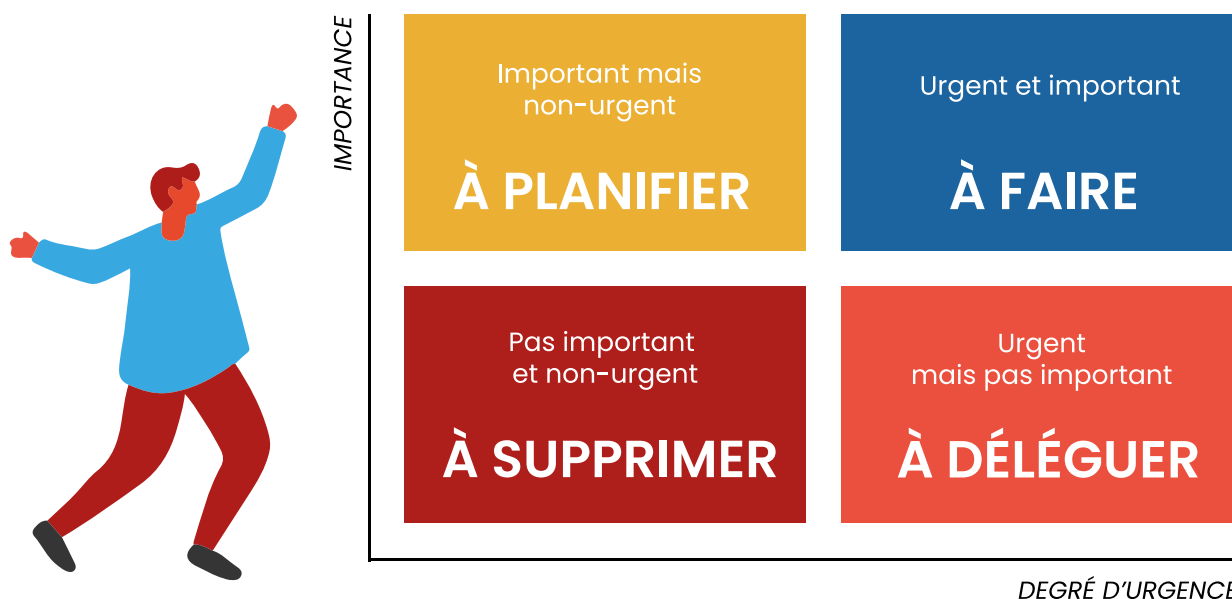 IMPORTANCE
Important mais
non-urgent
À PLANIFIER
Urgent et important
À FAIRE
Pas important
et non-urgent
À SUPPRIMER
Urgent
mais pas important
À DÉLÉGUER
DEGRÉ D'URGENCE